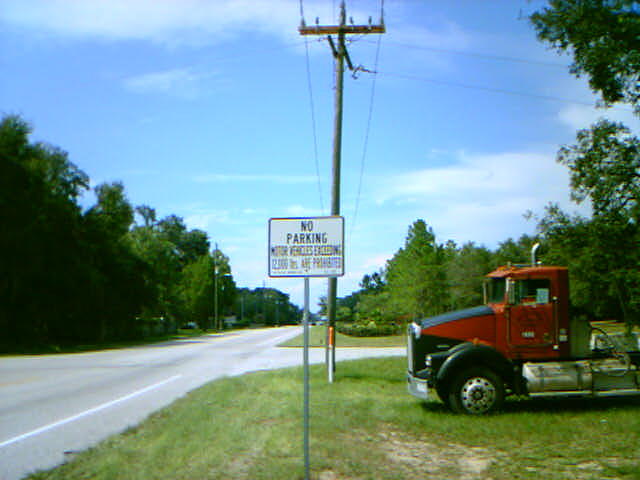 NO
PARKING
MOTOR VEHICLES EXCEEDING
12,000 lbs. ARE PROHIBITED